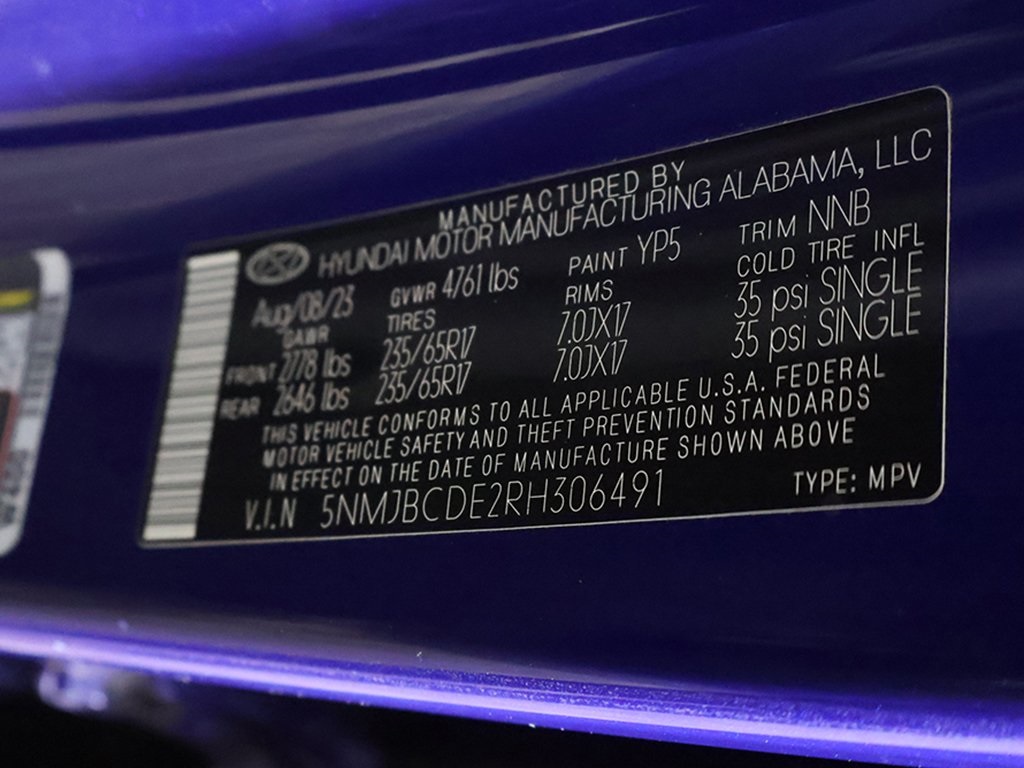 MANUFACTURED BY
HYUNDAI MOTOR MANUFACTURING ALABAMA, LLC
Aug/08/23 GVWR 4761 lbs PAINT YP5 TRIM NNB
GAWR TIRES RIMS COLD TIRE INFL
FRONT 2778 lbs 235/65R17 7.0JX17 35 psi SINGLE
REAR 2646 lbs 235/65R17 7.0JX17 35 psi SINGLE
THIS VEHICLE CONFORMS TO ALL APPLICABLE U.S.A. FEDERAL
MOTOR VEHICLE SAFETY AND THEFT PREVENTION STANDARDS
IN EFFECT ON THE DATE OF MANUFACTURE SHOWN ABOVE
V.I.N 5NMJBCDE2RH306491 TYPE: MPV